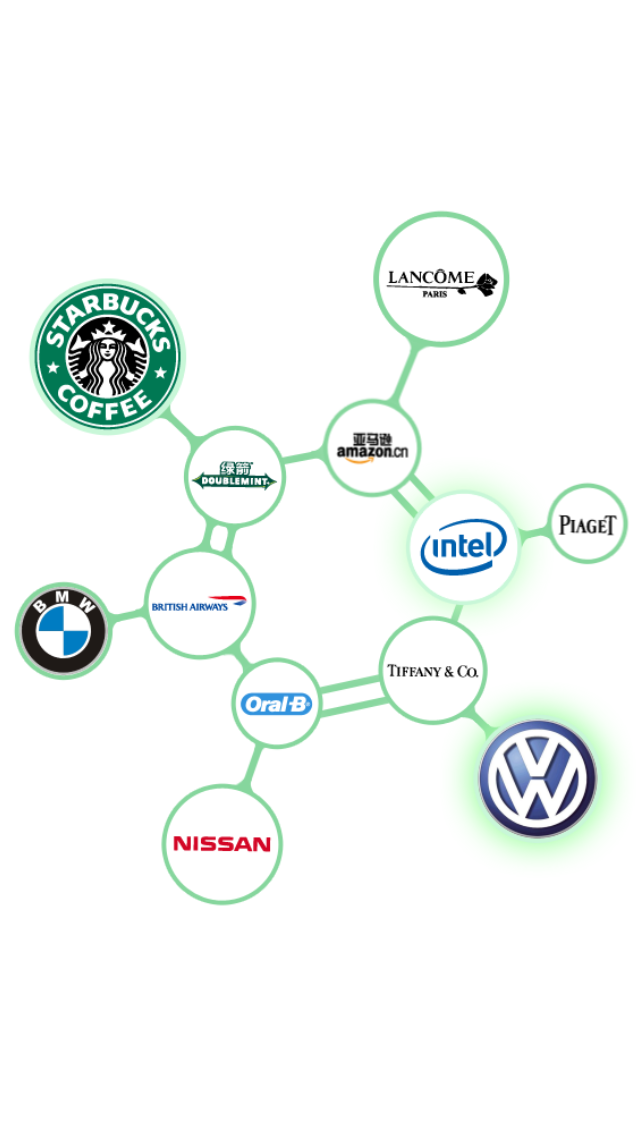 LANCÔME
PARIS
STARBUCKS
COFFEE
亚马逊
amazon.cn
绿箭
DOUBLEMINT
intel
PIAGET
BMW
BRITISH AIRWAYS
TIFFANY & CO.
Oral-B
NISSAN